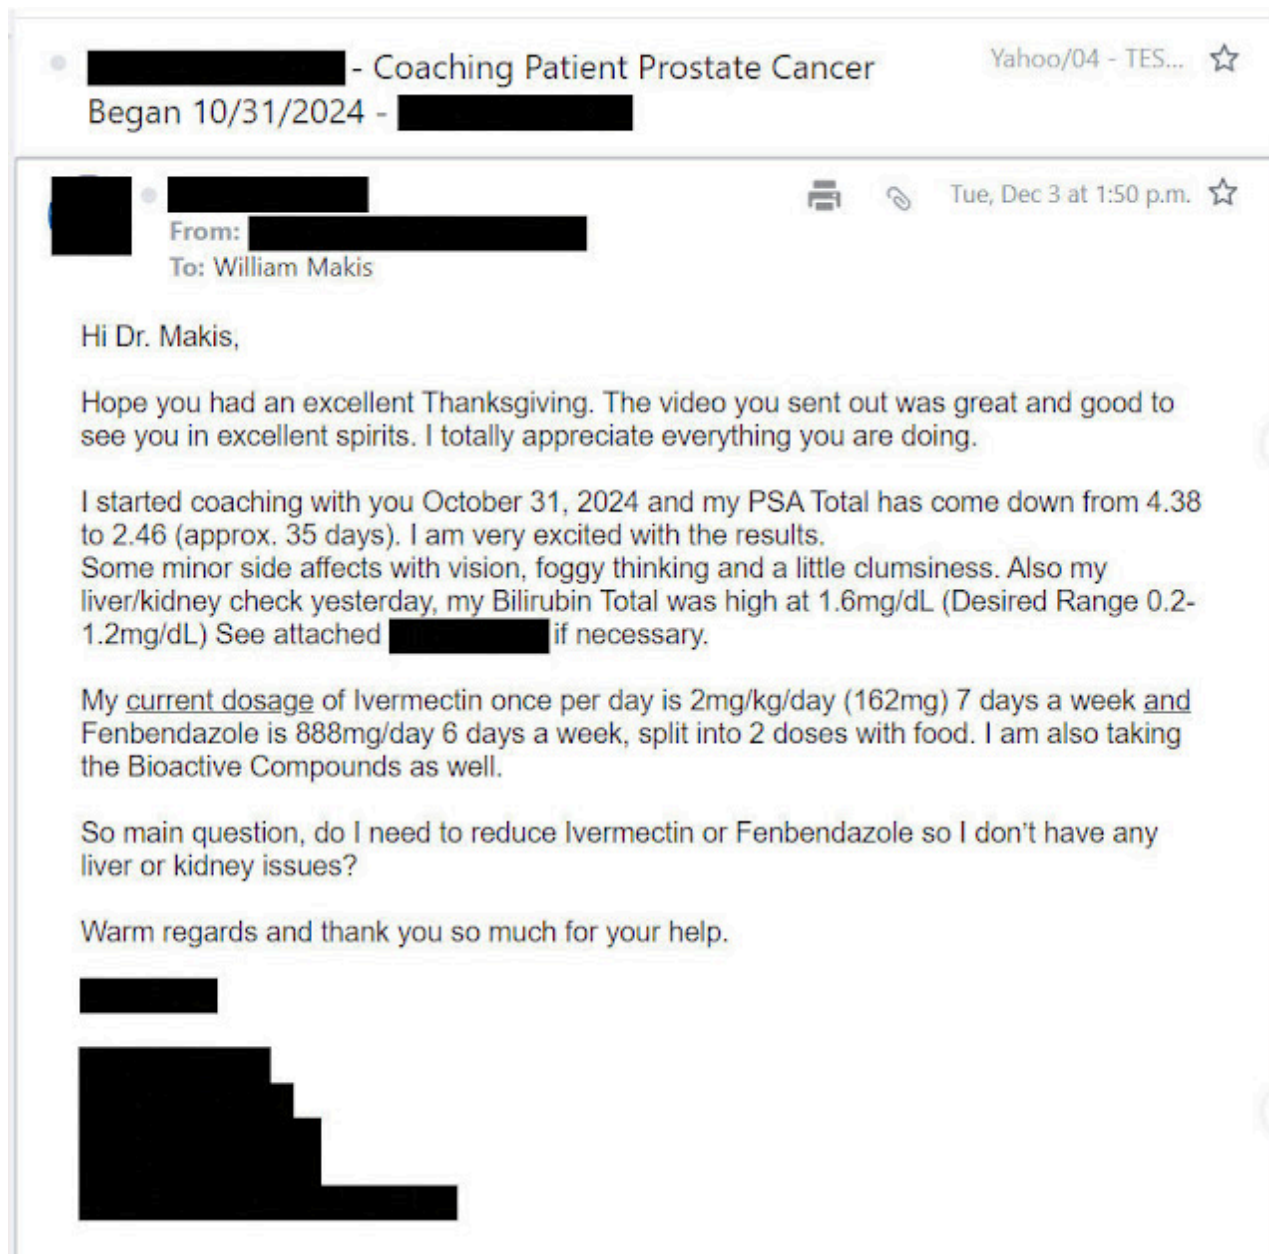 - Coaching Patient Prostate Cancer
Yahoo/04 - TES...
Began 10/31/2024 -
Tue, Dec 3 at 1:50 p.m.
From:
To: William Makis
Hi Dr. Makis,
Hope you had an excellent Thanksgiving. The video you sent out was great and good to
see you in excellent spirits. I totally appreciate everything you are doing.
I started coaching with you October 31, 2024 and my PSA Total has come down from 4.38
to 2.46 (approx. 35 days). I am very excited with the results.
Some minor side affects with vision, foggy thinking and a little clumsiness. Also my
liver/kidney check yesterday, my Bilirubin Total was high at 1.6mg/dL (Desired Range 0.2-
1.2mg/dL) See attached if necessary.
My current dosage of Ivermectin once per day is 2mg/kg/day (162mg) 7 days a week and
Fenbendazole is 888mg/day 6 days a week, split into 2 doses with food. I am also taking
the Bioactive Compounds as well.
So main question, do I need to reduce Ivermectin or Fenbendazole so I don't have any
liver or kidney issues?
Warm regards and thank you so much for your help.